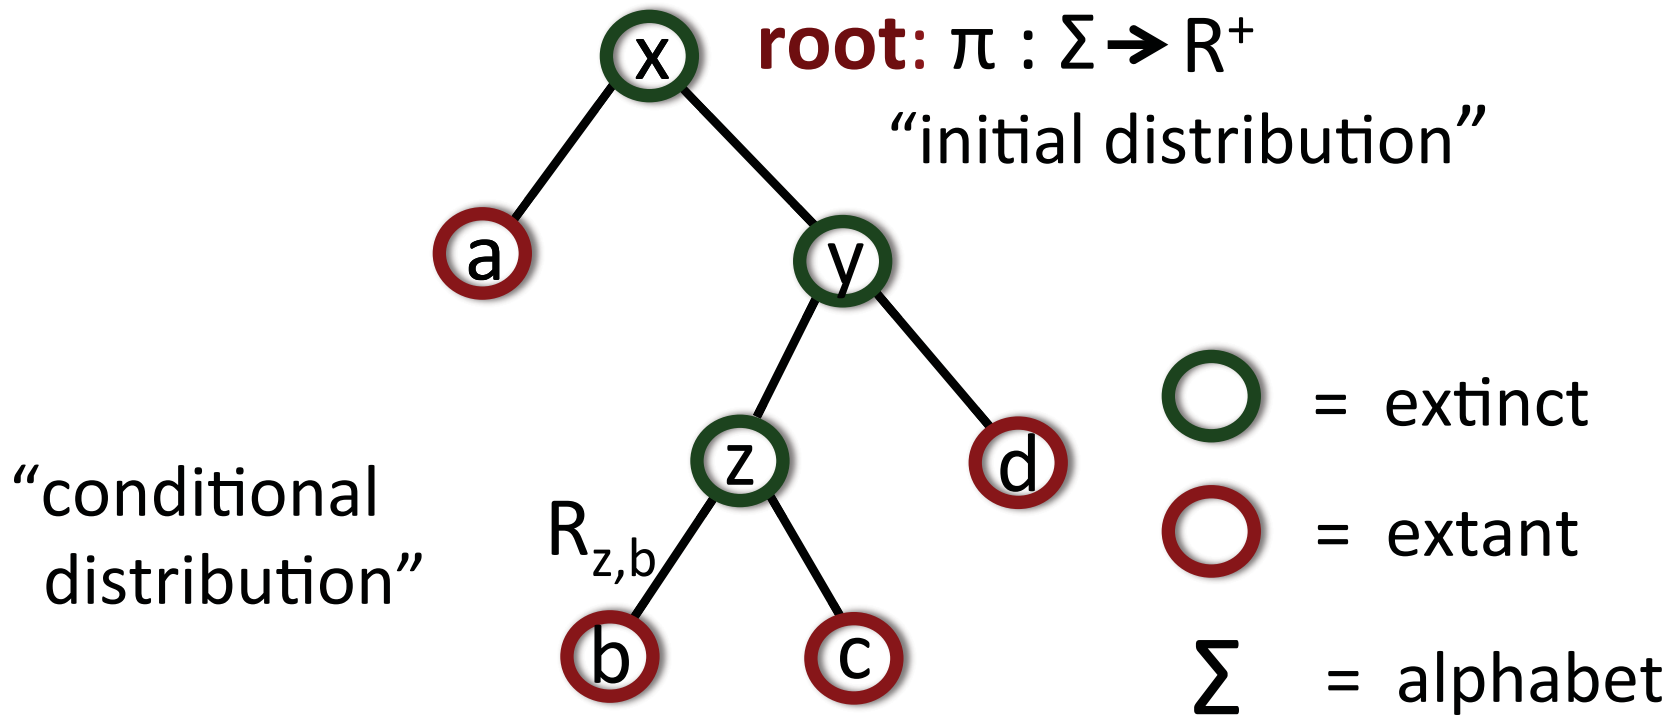 x
root: π : Σ → R⁺
“initial distribution”
a
y
z
d
= extinct
“conditional
distribution”
R_z,b
= extant
b
c
Σ = alphabet